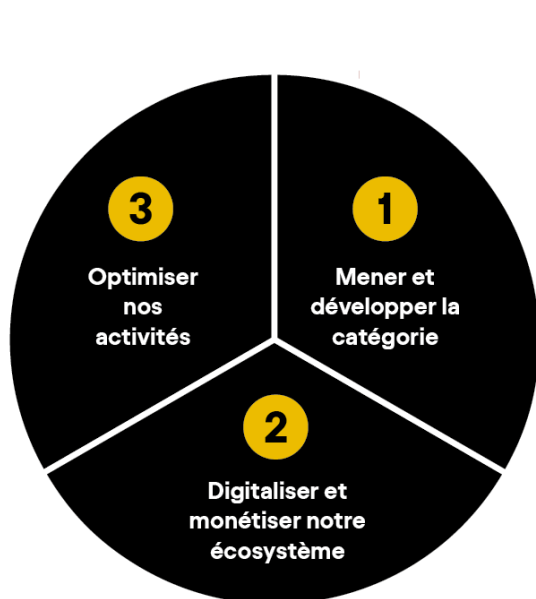 3
Optimiser
nos
activités
1
Mener et
développer la
catégorie
2
Digitaliser et
monétiser notre
écosystème